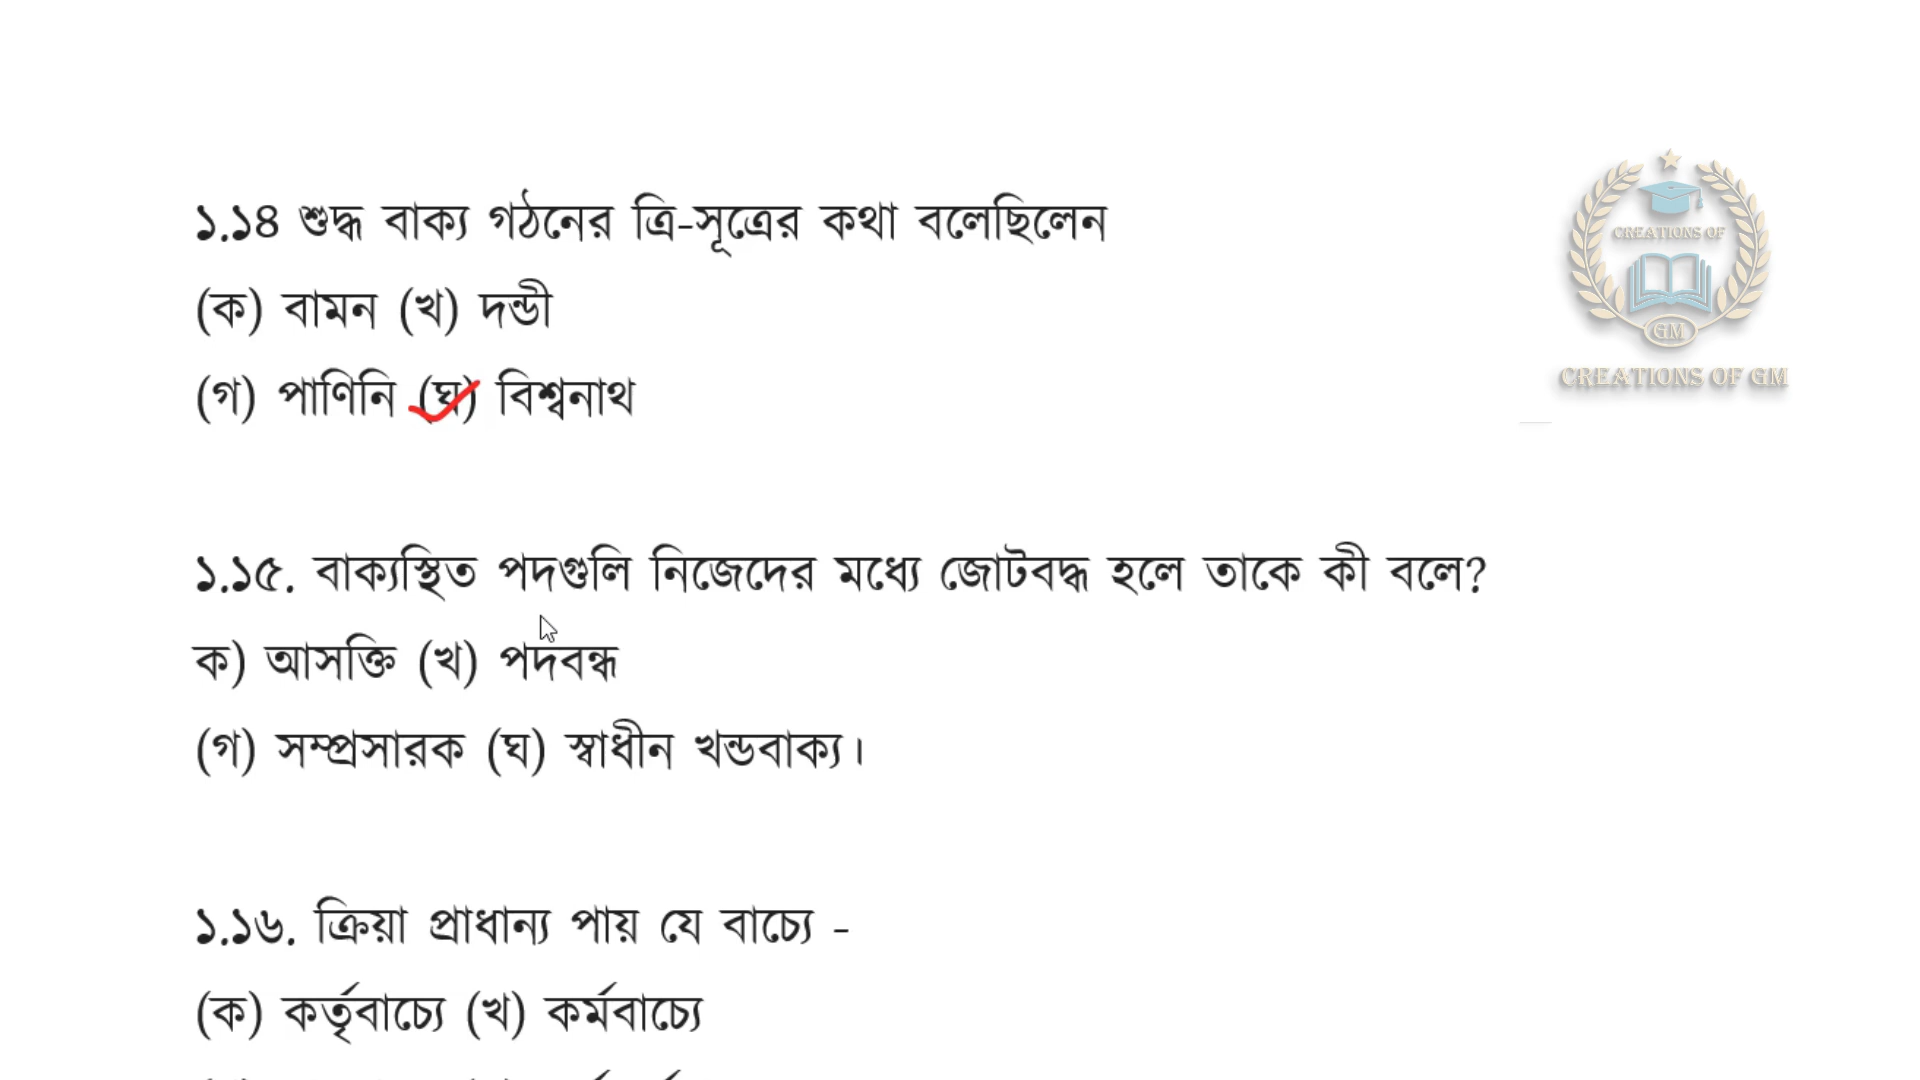 ১.১৪ শুদ্ধ বাক্য গঠনের ত্রি-সূত্রের কথা বলেছিলেন
(ক) বামন (খ) দন্ডী
(গ) পাণিনি (ঘ) বিশ্বনাথ
CREATIONS OF
GM
CREATIONS OF GM
১.১৫. বাক্যস্থিত পদগুলি নিজেদের মধ্যে জোটবদ্ধ হলে তাকে কী বলে?
ক) আসক্তি (খ) পদবন্ধ
(গ) সম্প্রসারক (ঘ) স্বাধীন খন্ডবাক্য।
১.১৬. ক্রিয়া প্রাধান্য পায় যে বাচ্যে -
(ক) কর্তৃবাচ্যে (খ) কর্মবাচ্যে